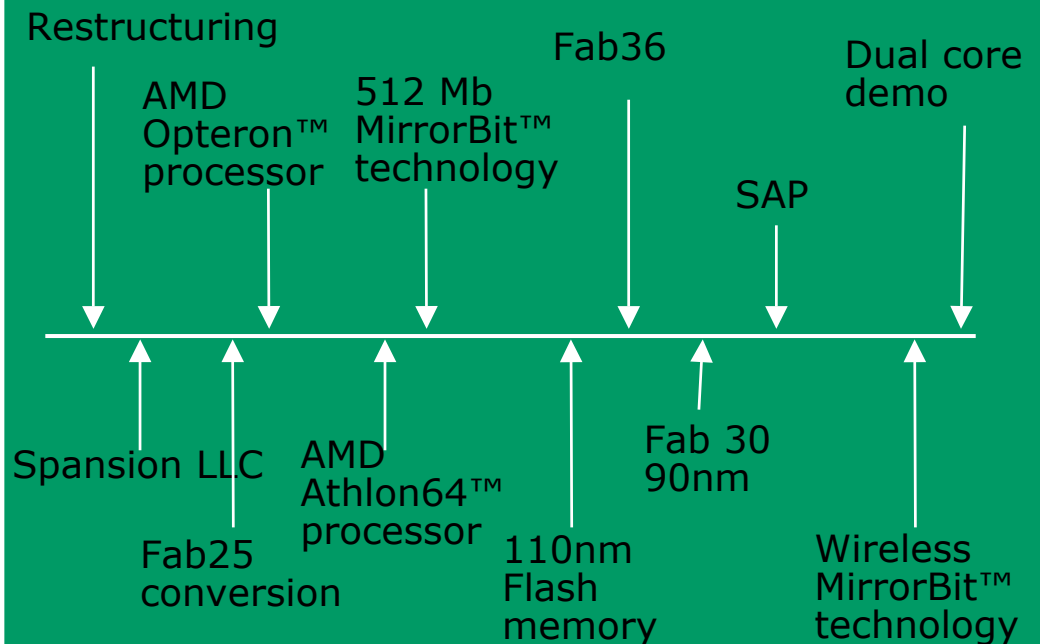 Restructuring
AMD
Opteron™
processor
512 Mb
MirrorBit™
technology
Fab36
SAP
Dual core
demo
Spansion LLC
Fab25
conversion
AMD
Athlon64™
processor
110nm
Flash
memory
Fab 30
90nm
Wireless
MirrorBit™
technology